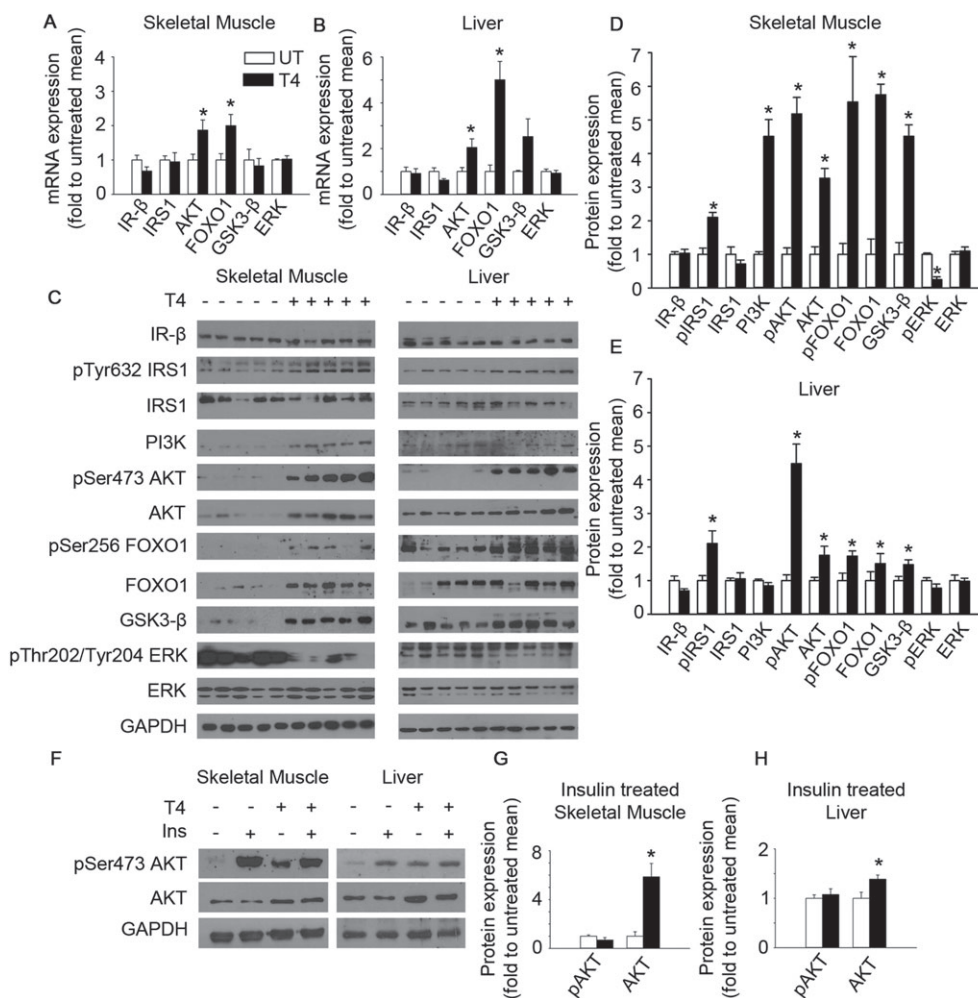 A
Skeletal Muscle
mRNA expression
(fold to untreated mean)
4
3
2
1
0
UT
T4
*
*
IR-β
IRS1
AKT
FOXO1
GSK3-β
ERK
B
Liver
mRNA expression
(fold to untreated mean)
6
4
2
0
*
*
IR-β
IRS1
AKT
FOXO1
GSK3-β
ERK
D
Skeletal Muscle
Protein expression
(fold to untreated mean)
7
6
5
4
3
2
1
0
*
*
*
*
*
*
*
*
IR-β
pIRS1
IRS1
PI3K
pAKT
AKT
pFOXO1
FOXO1
GSK3-β
pERK
ERK
C
Skeletal Muscle
Liver
T4 - - - - - + + + + + - - - - - + + + + +
IR-β
pTyr632 IRS1
IRS1
PI3K
pSer473 AKT
AKT
pSer256 FOXO1
FOXO1
GSK3-β
pThr202/Tyr204 ERK
ERK
GAPDH
E
Liver
Protein expression
(fold to untreated mean)
7
6
5
4
3
2
1
0
*
*
*
*
*
*
IR-β
pIRS1
IRS1
PI3K
pAKT
AKT
pFOXO1
FOXO1
GSK3-β
pERK
ERK
F
Skeletal Muscle
Liver
T4 - - + + - - + +
Ins - + - + - + - +
pSer473 AKT
AKT
GAPDH
G
Insulin treated
Skeletal Muscle
Protein expression
(fold to untreated mean)
8
6
4
2
0
*
pAKT
AKT
H
Insulin treated
Liver
Protein expression
(fold to untreated mean)
2
1
0
*
pAKT
AKT